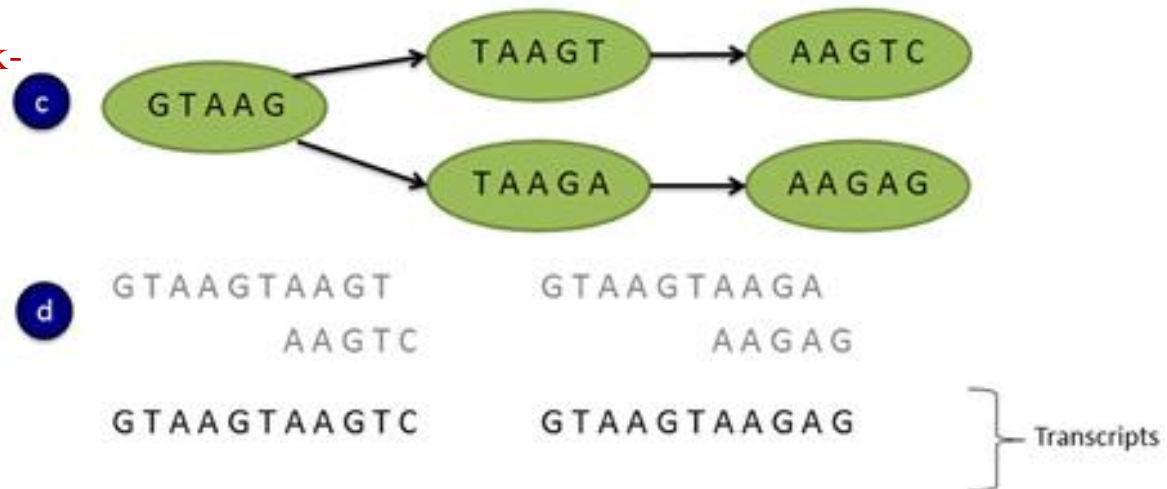 k-
c
GTAAG
TAAGT
AAGTC
TAAGA
AAGAG
d
GTAAGTAAGT GTAAGTAAGA
AAGTC AAGAG
GTAAGTAAGTC GTAAGTAAGAG
Transcripts